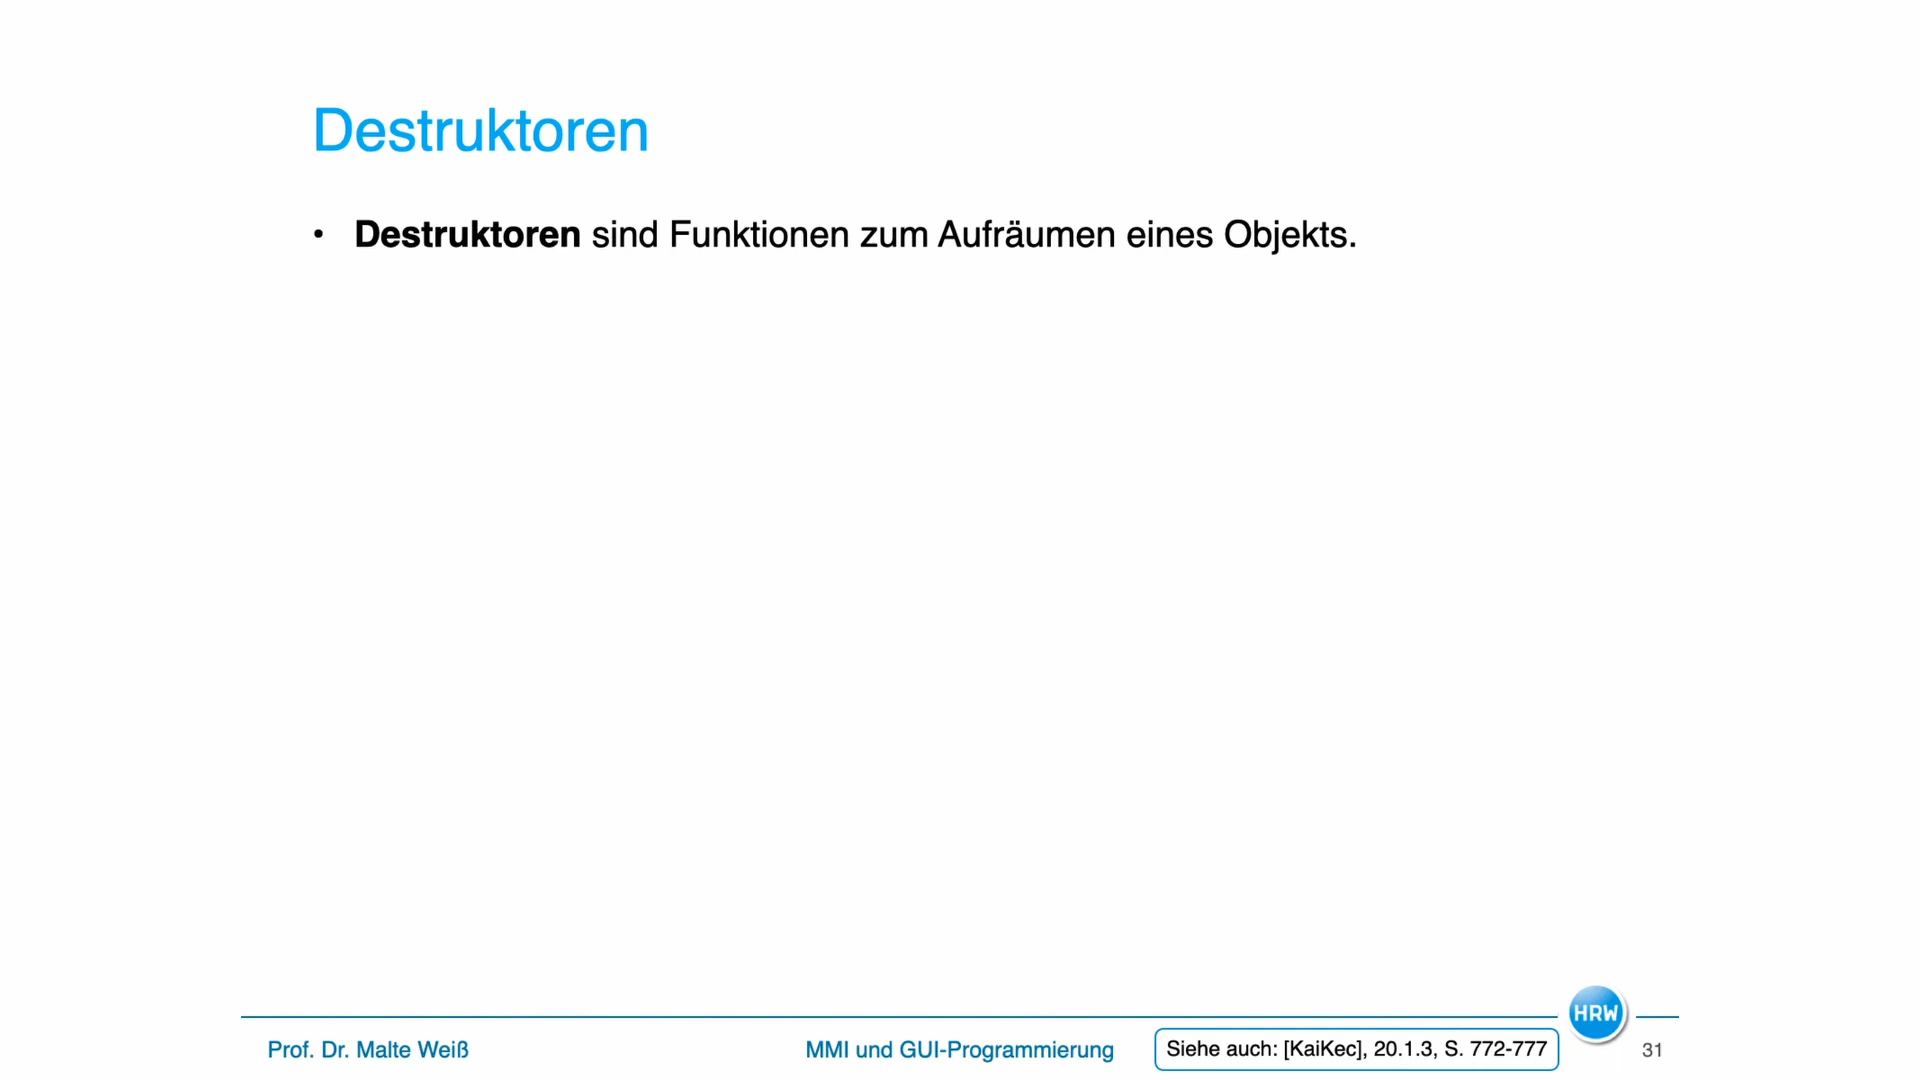 Destruktoren
• Destruktoren sind Funktionen zum Aufräumen eines Objekts.
HRW
Prof. Dr. Malte Weiß
MMI und GUI-Programmierung
Siehe auch: [KaiKec], 20.1.3, S. 772-777
31